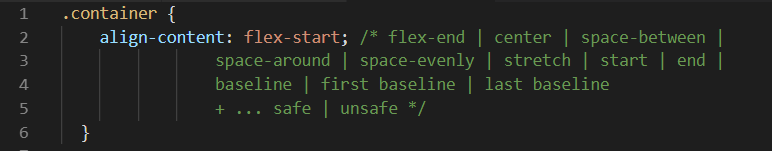 1 .container {
2 align-content: flex-start; /* flex-end | center | space-between |
3 space-around | space-evenly | stretch | start | end |
4 baseline | first baseline | last baseline
5 + ... safe | unsafe */
6 }